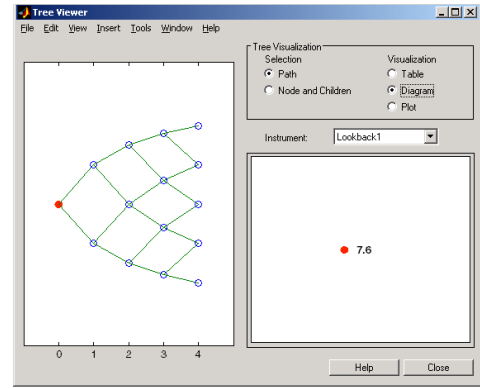 Tree Viewer
File Edit View Insert Tools Window Help
Tree Visualization
Selection
Visualization
Path
Table
Node and Children
Diagram
Plot
Instrument: Lookback1
7.6
0 1 2 3 4
Help Close